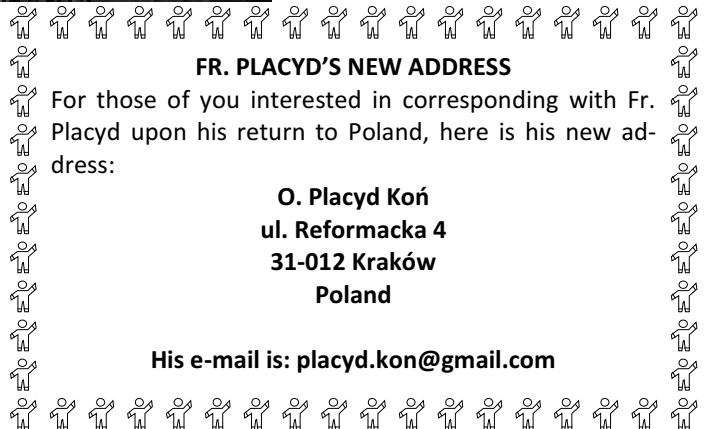 FR. PLACYD’S NEW ADDRESS
For those of you interested in corresponding with Fr.
Placyd upon his return to Poland, here is his new ad-
dress:
O. Placyd Koń
ul. Reformacka 4
31-012 Kraków
Poland
His e-mail is: placyd.kon@gmail.com